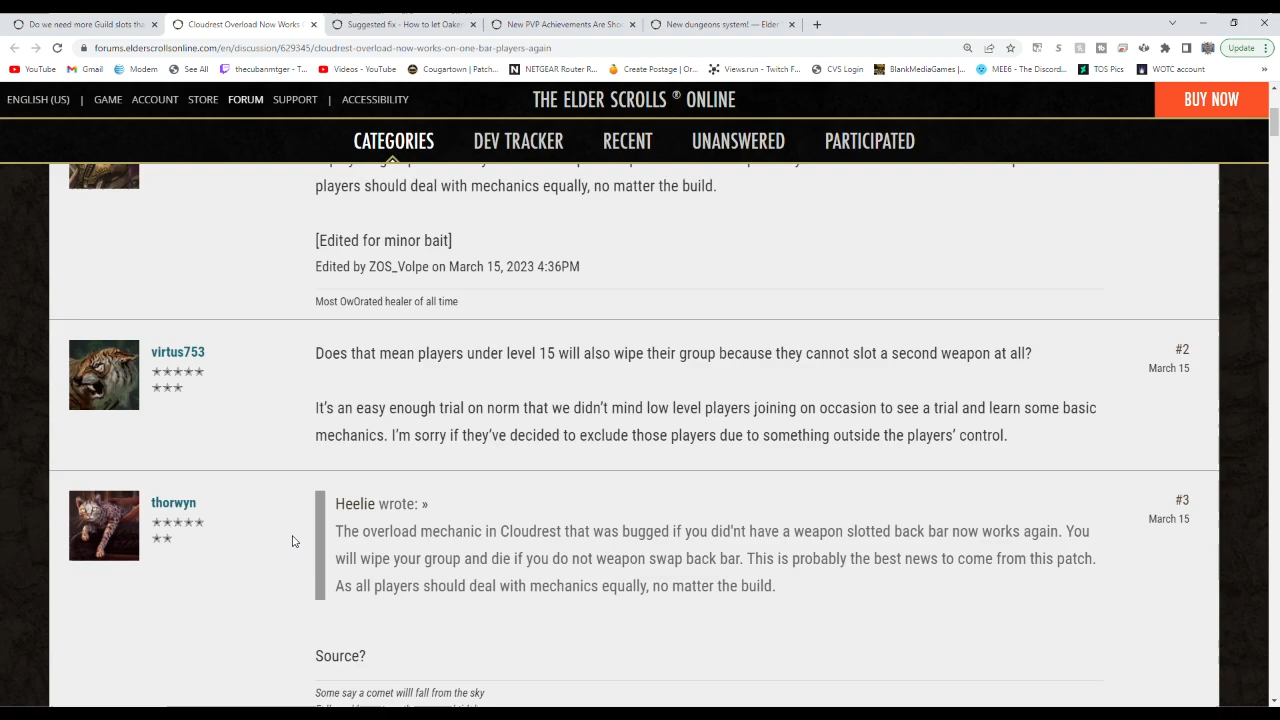 Do we need more Guild slots tha
Cloudrest Overload Now Works
Suggested fix - How to let Oaken
New PVP Achievements Are Shou
New dungeons system! — Elder
forums.elderscrollsonline.com/en/discussion/629345/cloudrest-overload-now-works-on-one-bar-players-again
Update
YouTube
Gmail
Modem
See All
thecubanmtger - T...
Videos - YouTube
Cougartown | Patch...
NETGEAR Router R...
Create Postage | Or...
Views.run - Twitch F...
CVS Login
BlankMediaGames |...
MEE6 - The Discord...
TOS Pics
WOTC account
»
ENGLISH (US) | GAME ACCOUNT STORE FORUM SUPPORT | ACCESSIBILITY
THE ELDER SCROLLS ® ONLINE
BUY NOW
CATEGORIES DEV TRACKER RECENT UNANSWERED PARTICIPATED
players should deal with mechanics equally, no matter the build.
[Edited for minor bait]
Edited by ZOS_Volpe on March 15, 2023 4:36PM
Most OwOrated healer of all time
virtus753
#2
March 15
Does that mean players under level 15 will also wipe their group because they cannot slot a second weapon at all?
It's an easy enough trial on norm that we didn't mind low level players joining on occasion to see a trial and learn some basic
mechanics. I'm sorry if they've decided to exclude those players due to something outside the players' control.
thorwyn
#3
March 15
Heelie wrote: »
The overload mechanic in Cloudrest that was bugged if you did'nt have a weapon slotted back bar now works again. You
will wipe your group and die if you do not weapon swap back bar. This is probably the best news to come from this patch.
As all players should deal with mechanics equally, no matter the build.
Source?
Some say a comet willl fall from the sky